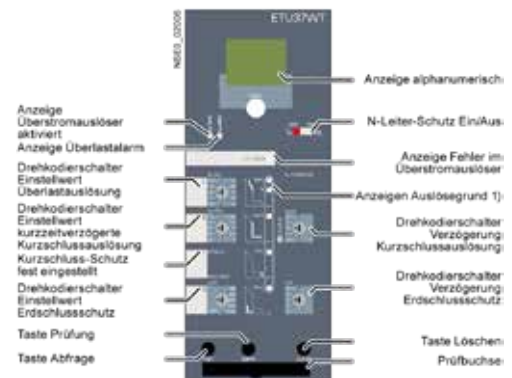 ETU37WT
NSE0_02006
Anzeige alphanumerisch
Anzeige
Überstromauslöser
aktiviert
N-Leiter-Schutz Ein/Aus
Anzeige Überlastalarm
Anzeige Fehler im
Überstromauslöser
Drehkodierschalter
Einstellwert
Überlastauslösung
Anzeigen Auslösegrund 1)
Drehkodierschalter
Einstellwert
kurzzeitverzögerte
Kurzschlussauslösung
Drehkodierschalter
Verzögerung
Kurzschlussauslösung
Kurzschluss-Schutz
fest eingestellt
Drehkodierschalter
Einstellwert
Erdschlussschutz
Drehkodierschalter
Verzögerung
Erdschlussschutz
Taste Prüfung
Taste Löschen
Taste Abfrage
Prüfbuchse